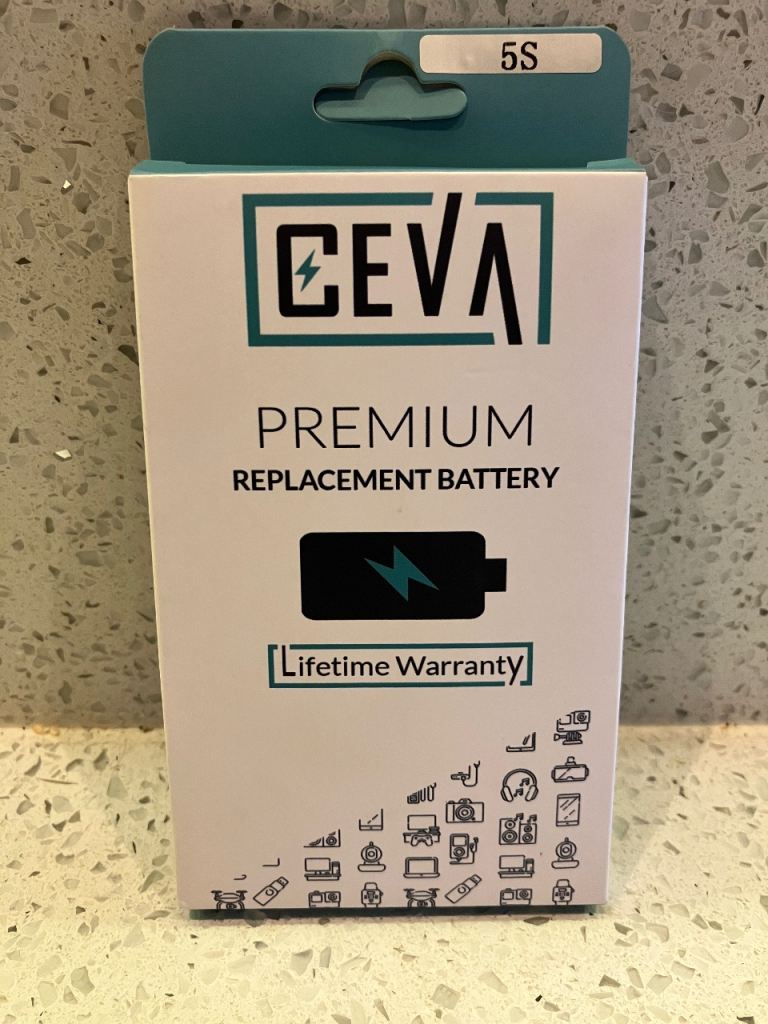 5S
CEVA
PREMIUM
REPLACEMENT BATTERY
Lifetime Warranty